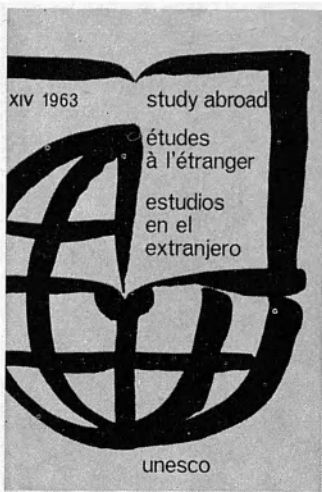 XIV 1963
study abroad
études
à l'étranger
estudios
en el
extranjero
unesco